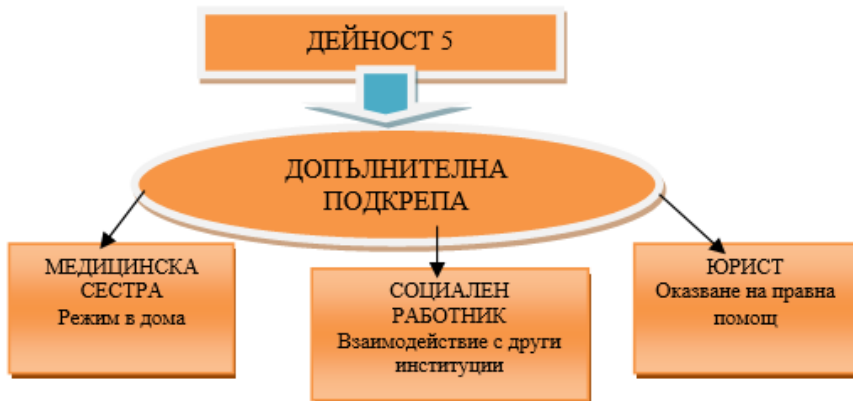 ДЕЙНОСТ 5
ДОПЪЛНИТЕЛНА
ПОДКРЕПА
МЕДИЦИНСКА
СЕСТРА
Режим в дома
СОЦИАЛЕН
РАБОТНИК
Взаимодействие с други
институции
ЮРИСТ
Оказване на правна
помощ